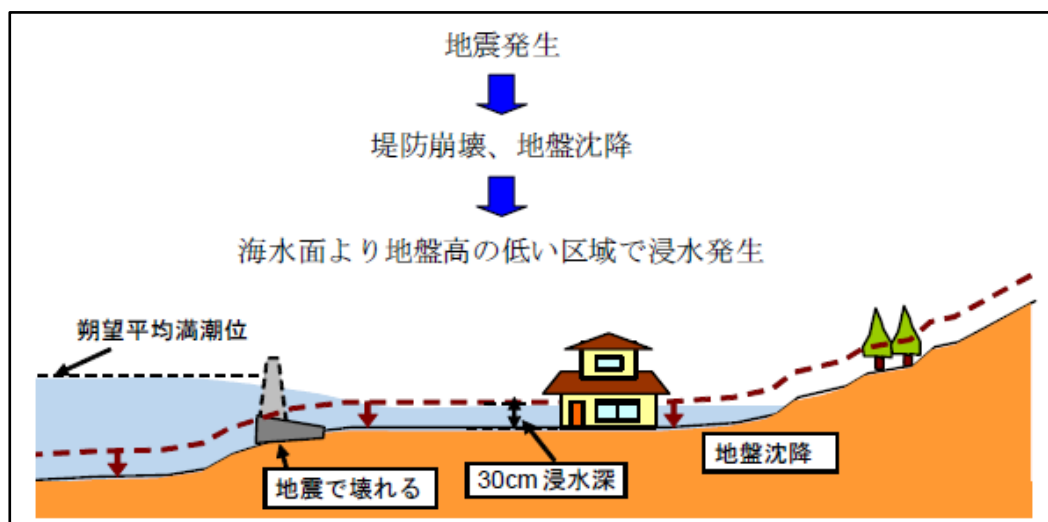 地震発生
堤防崩壊、地盤沈降
海水面より地盤高の低い区域で浸水発生
朔望平均満潮位
地震で壊れる
30cm 浸水深
地盤沈降